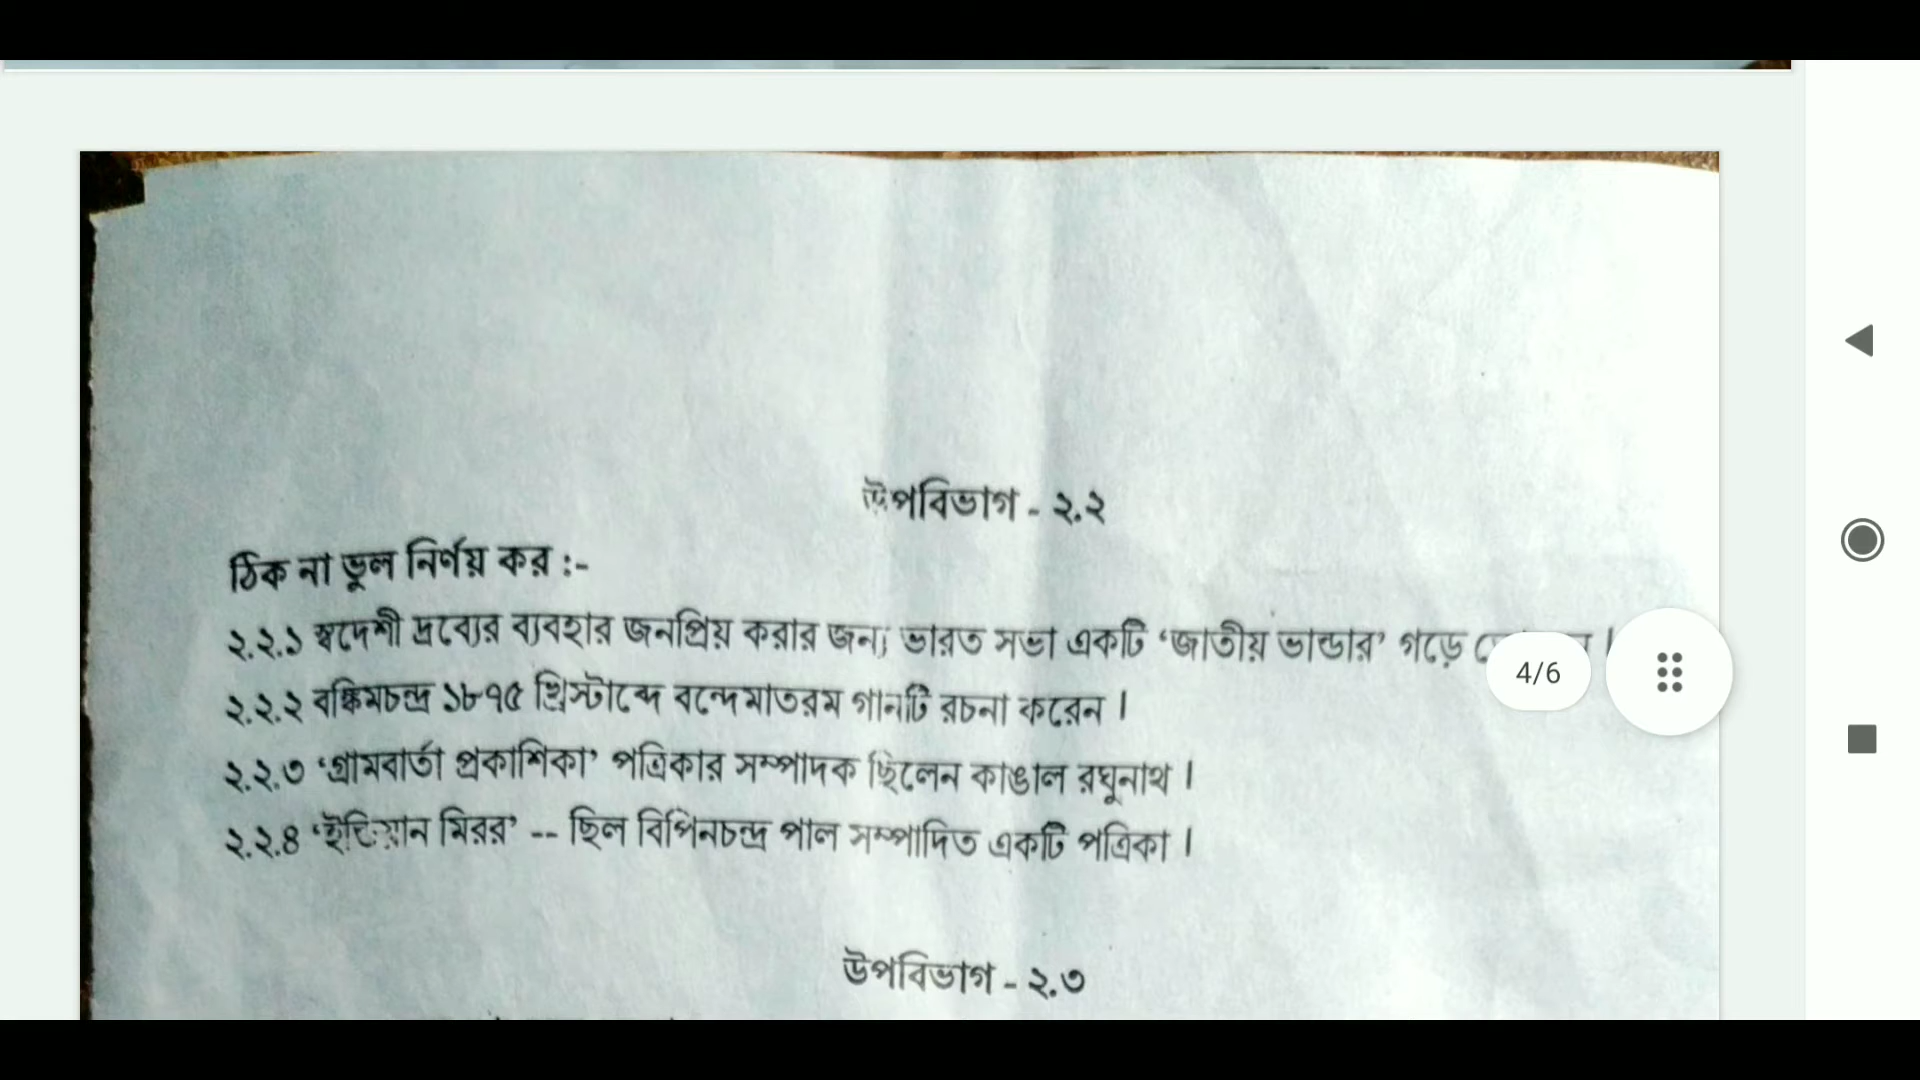 উপবিভাগ - ২.২
ঠিক না ভুল নির্ণয় কর :-
২.২.১ স্বদেশী দ্রব্যের ব্যবহার জনপ্রিয় করার জন্য ভারত সভা একটি ‘জাতীয় ভান্ডার’ গড়ে
4/6
২.২.২ বঙ্কিমচন্দ্র ১৮৭৫ খ্রিস্টাব্দে বন্দেমাতরম গানটি রচনা করেন ।
২.২.৩ ‘গ্রামবার্তা প্রকাশিকা’ পত্রিকার সম্পাদক ছিলেন কাঙাল রঘুনাথ ।
২.২.৪ ‘ইন্ডিয়ান মিরর’ -- ছিল বিপিনচন্দ্র পাল সম্পাদিত একটি পত্রিকা ।
উপবিভাগ - ২.৩